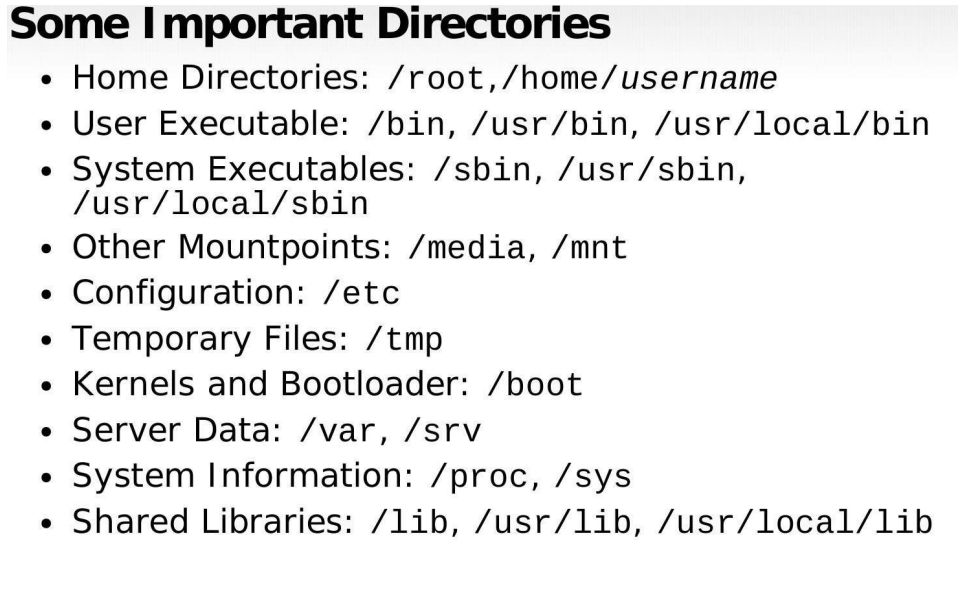 Some Important Directories
• Home Directories: /root,/home/username
• User Executable: /bin, /usr/bin, /usr/local/bin
• System Executables: /sbin, /usr/sbin,
/usr/local/sbin
• Other Mountpoints: /media, /mnt
• Configuration: /etc
• Temporary Files: /tmp
• Kernels and Bootloader: /boot
• Server Data: /var, /srv
• System Information: /proc, /sys
• Shared Libraries: /lib, /usr/lib, /usr/local/lib